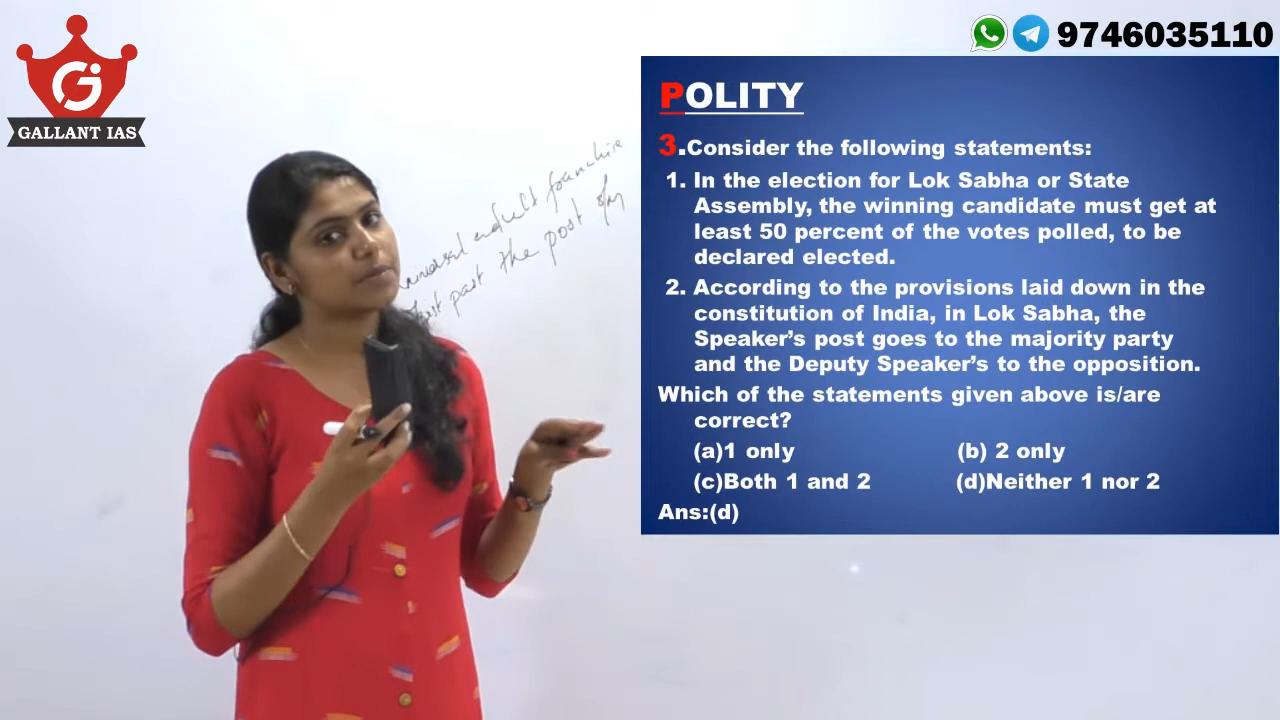 GALLANT IAS
9746035110
universal adult franchise
first past the post sy
POLITY
3.Consider the following statements:
1. In the election for Lok Sabha or State
Assembly, the winning candidate must get at
least 50 percent of the votes polled, to be
declared elected.
2. According to the provisions laid down in the
constitution of India, in Lok Sabha, the
Speaker’s post goes to the majority party
and the Deputy Speaker’s to the opposition.
Which of the statements given above is/are
correct?
(a)1 only (b) 2 only
(c)Both 1 and 2 (d)Neither 1 nor 2
Ans:(d)